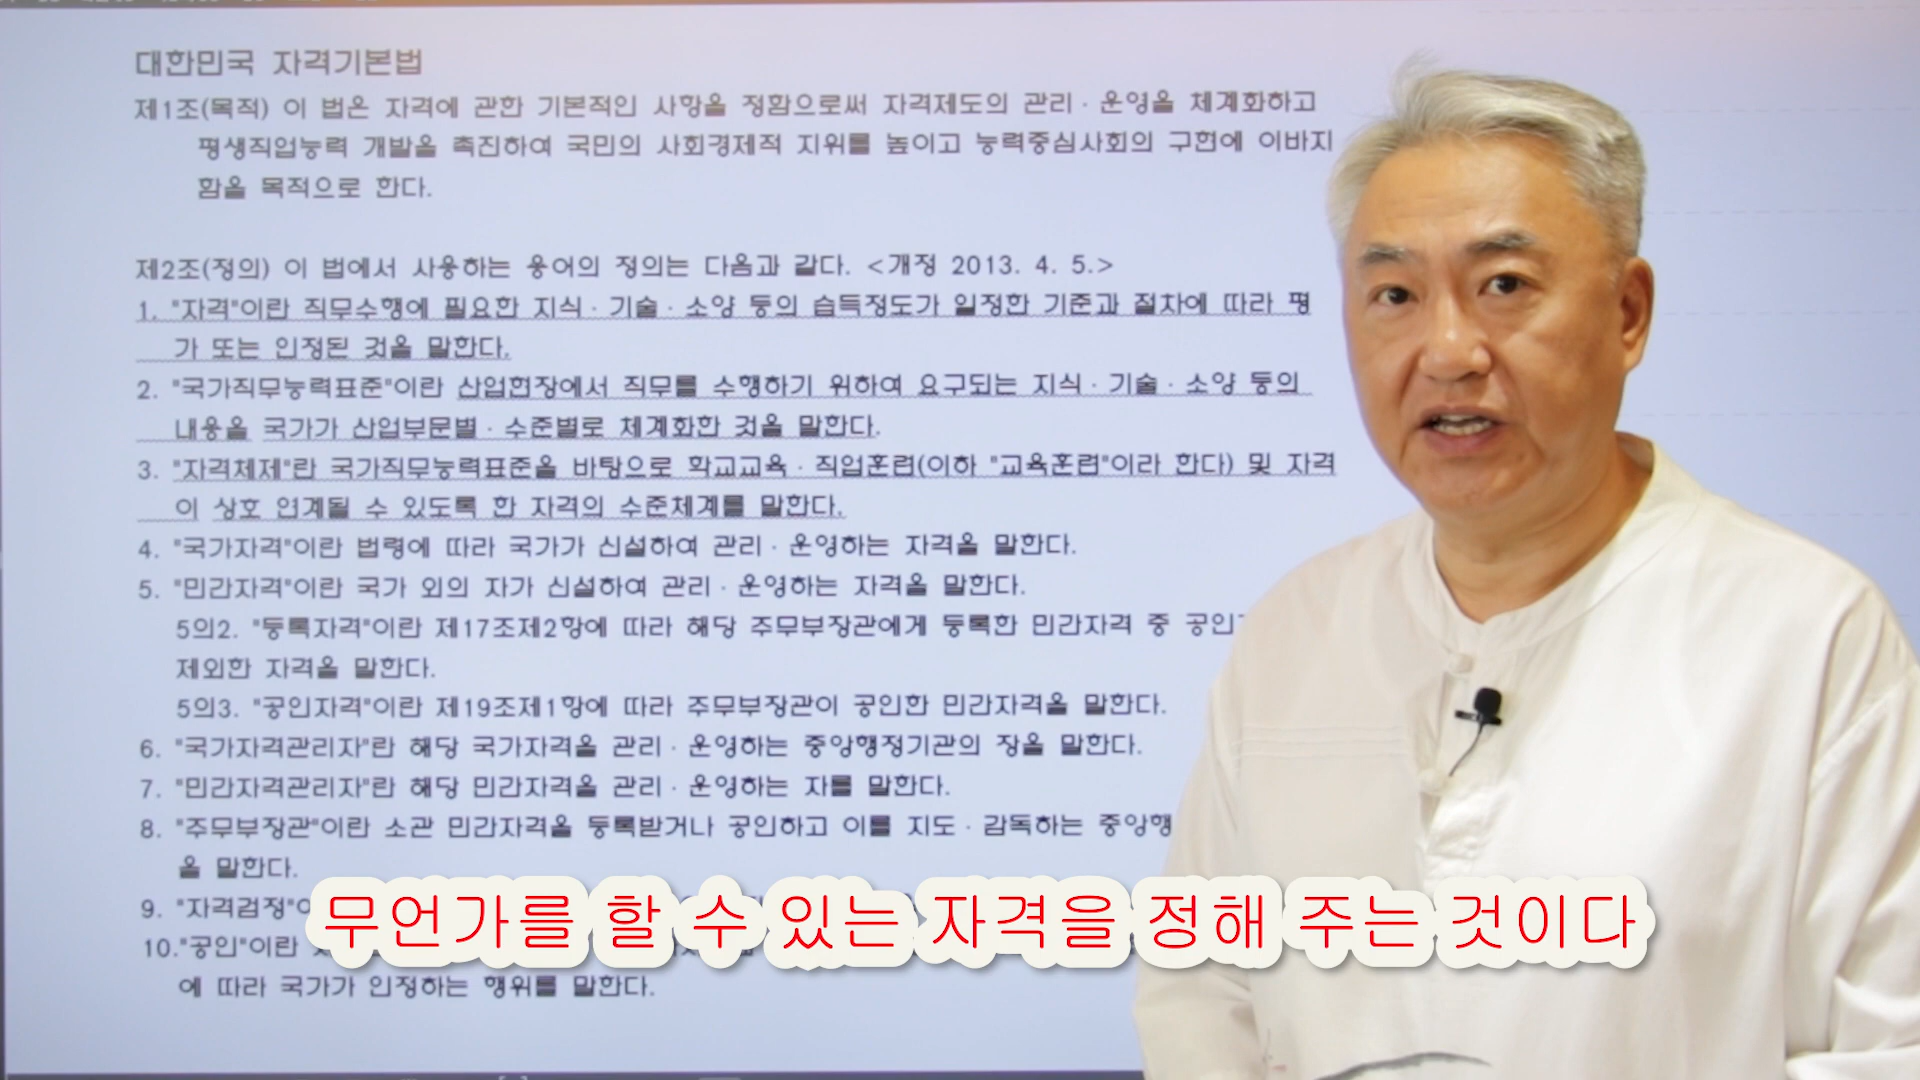 대한민국 자격기본법
제1조(목적) 이 법은 자격에 관한 기본적인 사항을 정함으로써 자격제도의 관리·운영을 체계화하고
평생직업능력 개발을 촉진하여 국민의 사회경제적 지위를 높이고 능력중심사회의 구현에 이바지
함을 목적으로 한다.
제2조(정의) 이 법에서 사용하는 용어의 정의는 다음과 같다. <개정 2013. 4. 5.>
1. "자격"이란 직무수행에 필요한 지식·기술·소양 등의 습득정도가 일정한 기준과 절차에 따라 평
가 또는 인정된 것을 말한다.
2. "국가직무능력표준"이란 산업현장에서 직무를 수행하기 위하여 요구되는 지식·기술·소양 등의
내용을 국가가 산업부문별·수준별로 체계화한 것을 말한다.
3. "자격체제"란 국가직무능력표준을 바탕으로 학교교육·직업훈련(이하 "교육훈련"이라 한다) 및 자격
이 상호 연계될 수 있도록 한 자격의 수준체계를 말한다.
4. "국가자격"이란 법령에 따라 국가가 신설하여 관리·운영하는 자격을 말한다.
5. "민간자격"이란 국가 외의 자가 신설하여 관리·운영하는 자격을 말한다.
5의2. "등록자격"이란 제17조제2항에 따라 해당 주무부장관에게 등록한 민간자격 중 공인
제외한 자격을 말한다.
5의3. "공인자격"이란 제19조제1항에 따라 주무부장관이 공인한 민간자격을 말한다.
6. "국가자격관리자"란 해당 국가자격을 관리·운영하는 중앙행정기관의 장을 말한다.
7. "민간자격관리자"란 해당 민간자격을 관리·운영하는 자를 말한다.
8. "주무부장관"이란 소관 민간자격을 등록받거나 공인하고 이를 지도·감독하는 중앙행
을 말한다.
9. "자격검정"이
10."공인"이란
에 따라 국가가 인정하는 행위를 말한다.
무언가를 할 수 있는 자격을 정해 주는 것이다